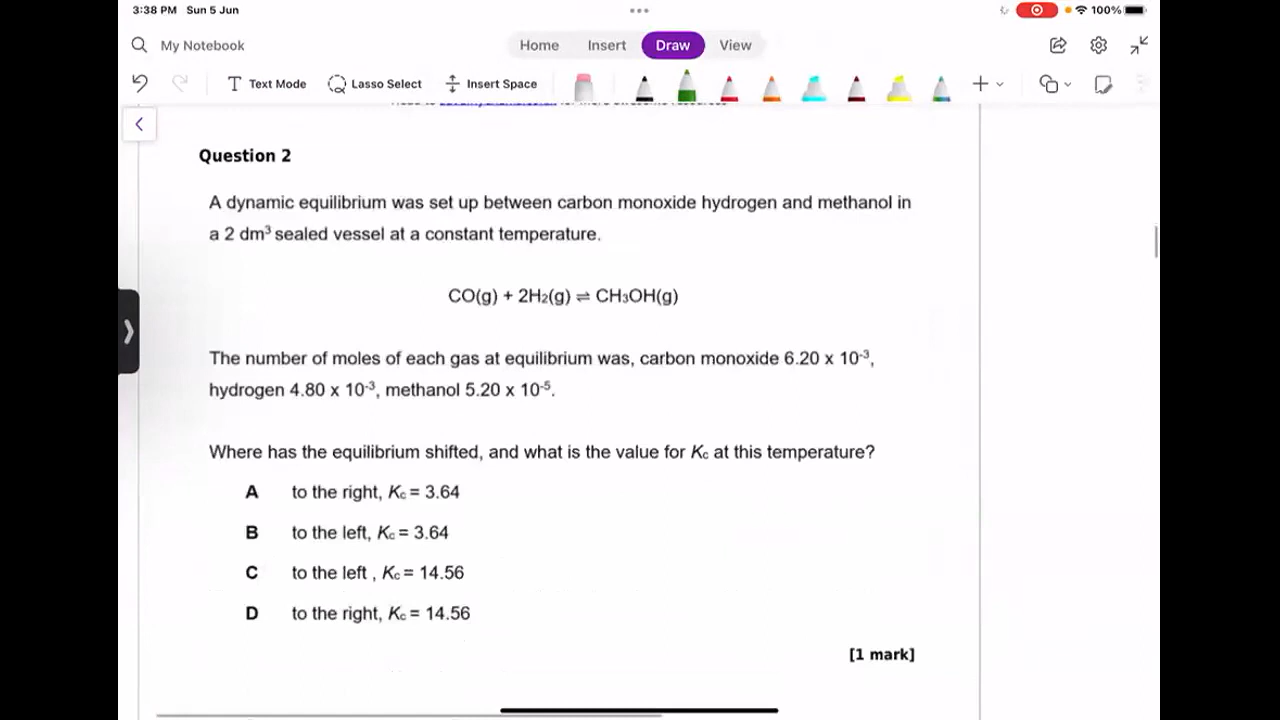 3:38 PM Sun 5 Jun
100%
My Notebook
Home Insert Draw View
Text Mode Lasso Select Insert Space
Question 2
A dynamic equilibrium was set up between carbon monoxide hydrogen and methanol in
a 2 dm³ sealed vessel at a constant temperature.
CO(g) + 2H₂(g) ⇌ CH₃OH(g)
The number of moles of each gas at equilibrium was, carbon monoxide 6.20 x 10⁻³,
hydrogen 4.80 x 10⁻³, methanol 5.20 x 10⁻⁵.
Where has the equilibrium shifted, and what is the value for Kc at this temperature?
A to the right, Kc = 3.64
B to the left, Kc = 3.64
C to the left , Kc = 14.56
D to the right, Kc = 14.56
[1 mark]